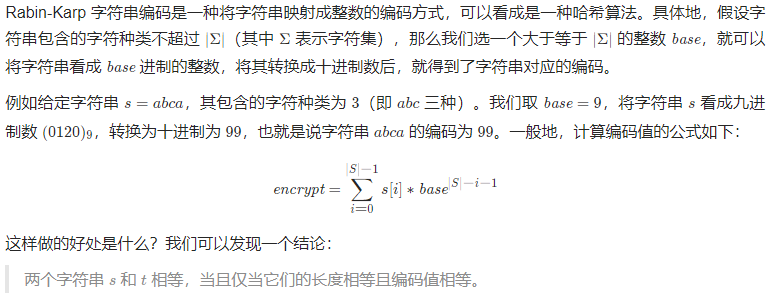 Rabin-Karp 字符串编码是一种将字符串映射成整数的编码方式，可以看成是一种哈希算法。具体地，假设字
符串包含的字符种类不超过 |Σ|（其中 Σ 表示字符集），那么我们选一个大于等于 |Σ| 的整数 base，就可以
将字符串看成 base 进制的整数，将其转换成十进制数后，就得到了字符串对应的编码。
例如给定字符串 s = abca，其包含的字符种类为 3（即 abc 三种）。我们取 base = 9，将字符串 s 看成九进
制数 (0120)₉，转换为十进制为 99，也就是说字符串 abca 的编码为 99。一般地，计算编码值的公式如下：
encrypt = ∑_{i=0}^{|S|−1} s[i] ∗ base^{|S|−i−1}
这样做的好处是什么？我们可以发现一个结论：
两个字符串 s 和 t 相等，当且仅当它们的长度相等且编码值相等。